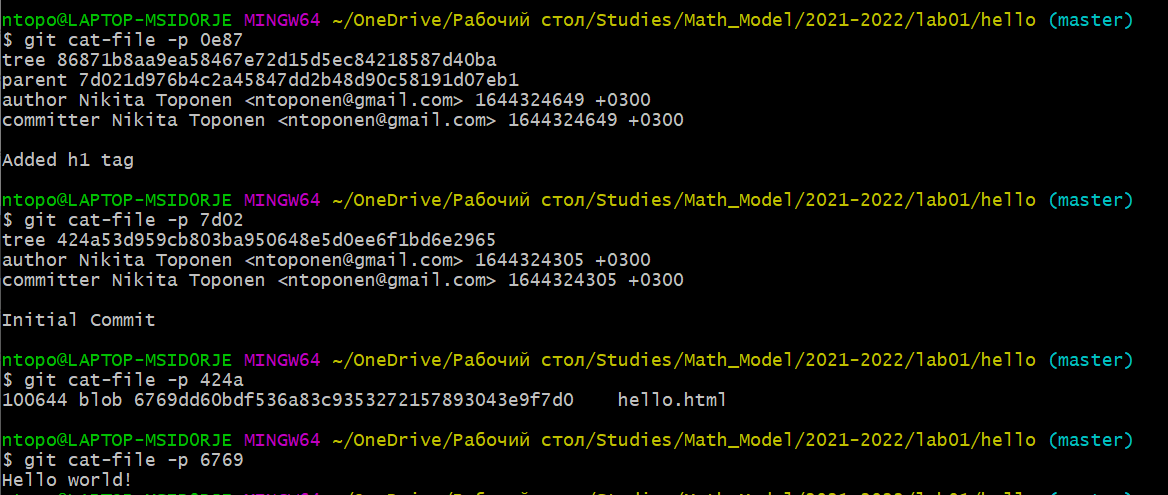 ntopo@LAPTOP-MSIDORJE MINGW64 ~/OneDrive/Рабочий стол/Studies/Math_Model/2021-2022/lab01/hello (master)
$ git cat-file -p 0e87
tree 86871b8aa9ea58467e72d15d5ec84218587d40ba
parent 7d021d976b4c2a45847dd2b48d90c58191d07eb1
author Nikita Toponen <ntoponen@gmail.com> 1644324649 +0300
committer Nikita Toponen <ntoponen@gmail.com> 1644324649 +0300
Added h1 tag
ntopo@LAPTOP-MSIDORJE MINGW64 ~/OneDrive/Рабочий стол/Studies/Math_Model/2021-2022/lab01/hello (master)
$ git cat-file -p 7d02
tree 424a53d959cb803ba950648e5d0ee6f1bd6e2965
author Nikita Toponen <ntoponen@gmail.com> 1644324305 +0300
committer Nikita Toponen <ntoponen@gmail.com> 1644324305 +0300
Initial Commit
ntopo@LAPTOP-MSIDORJE MINGW64 ~/OneDrive/Рабочий стол/Studies/Math_Model/2021-2022/lab01/hello (master)
$ git cat-file -p 424a
100644 blob 6769dd60bdf536a83c9353272157893043e9f7d0    hello.html
ntopo@LAPTOP-MSIDORJE MINGW64 ~/OneDrive/Рабочий стол/Studies/Math_Model/2021-2022/lab01/hello (master)
$ git cat-file -p 6769
Hello world!